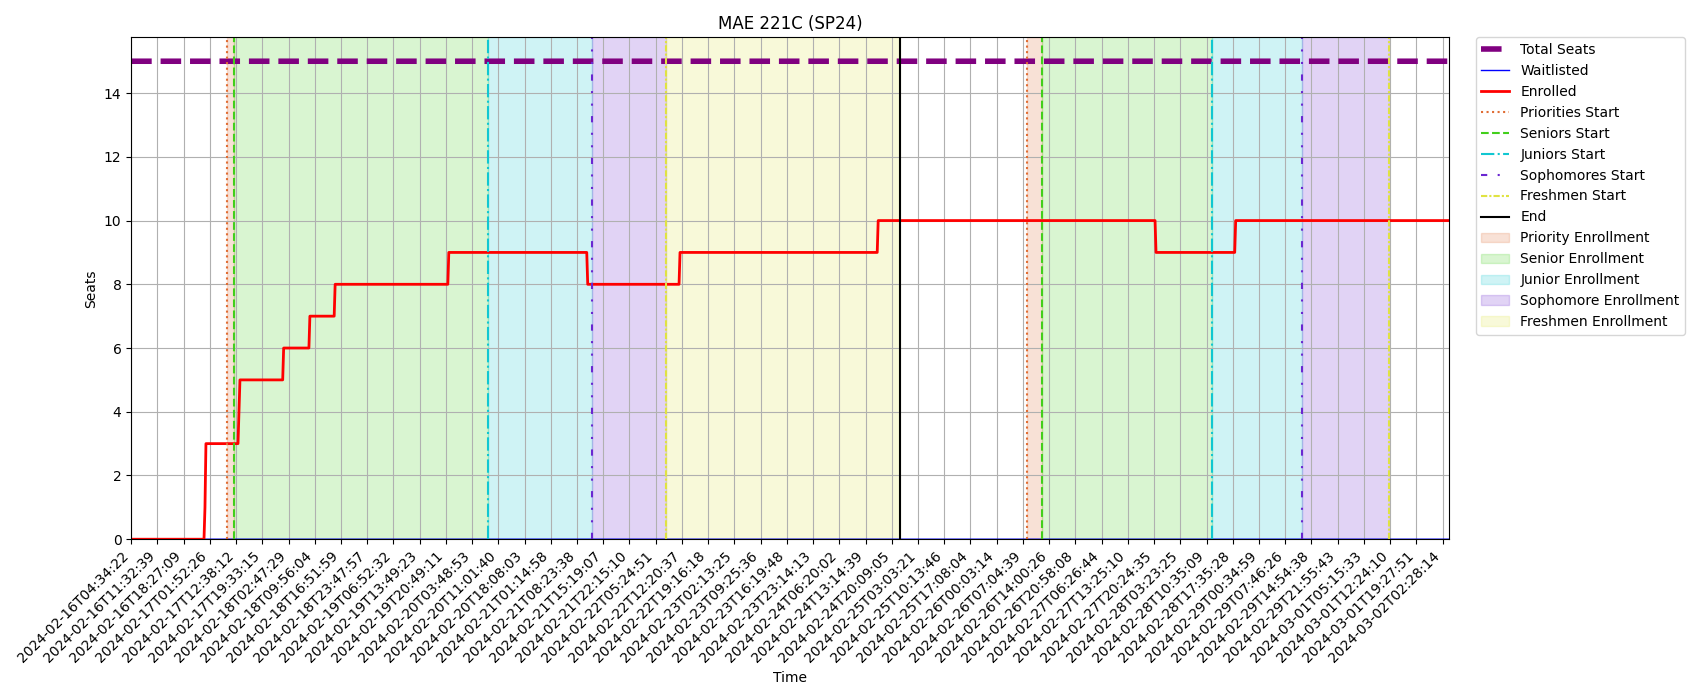 MAE 221C (SP24)
Seats
14
12
10
8
6
4
2
0
2024-02-16T04:34:22
2024-02-16T11:32:39
2024-02-16T18:27:09
2024-02-17T01:52:26
2024-02-17T12:38:12
2024-02-17T19:33:15
2024-02-18T02:47:29
2024-02-18T09:56:04
2024-02-18T16:51:59
2024-02-18T23:47:57
2024-02-19T06:52:32
2024-02-19T13:49:23
2024-02-19T20:49:11
2024-02-20T03:48:53
2024-02-20T11:01:40
2024-02-20T18:08:03
2024-02-21T01:14:58
2024-02-21T08:23:38
2024-02-21T15:19:07
2024-02-21T22:15:10
2024-02-22T05:24:51
2024-02-22T12:20:37
2024-02-22T19:16:18
2024-02-23T02:13:25
2024-02-23T09:25:36
2024-02-23T16:19:48
2024-02-23T23:14:13
2024-02-24T06:20:02
2024-02-24T13:14:39
2024-02-24T20:09:05
2024-02-25T03:03:21
2024-02-25T10:13:46
2024-02-25T17:08:04
2024-02-26T00:03:14
2024-02-26T07:04:39
2024-02-26T14:00:26
2024-02-26T20:58:08
2024-02-27T06:26:44
2024-02-27T13:25:10
2024-02-27T20:24:35
2024-02-28T03:23:25
2024-02-28T10:35:09
2024-02-28T17:35:28
2024-02-29T00:34:59
2024-02-29T07:46:26
2024-02-29T14:54:38
2024-02-29T21:55:43
2024-03-01T05:15:33
2024-03-01T12:24:10
2024-03-01T19:27:51
2024-03-02T02:28:14
Time
Total Seats
Waitlisted
Enrolled
Priorities Start
Seniors Start
Juniors Start
Sophomores Start
Freshmen Start
End
Priority Enrollment
Senior Enrollment
Junior Enrollment
Sophomore Enrollment
Freshmen Enrollment